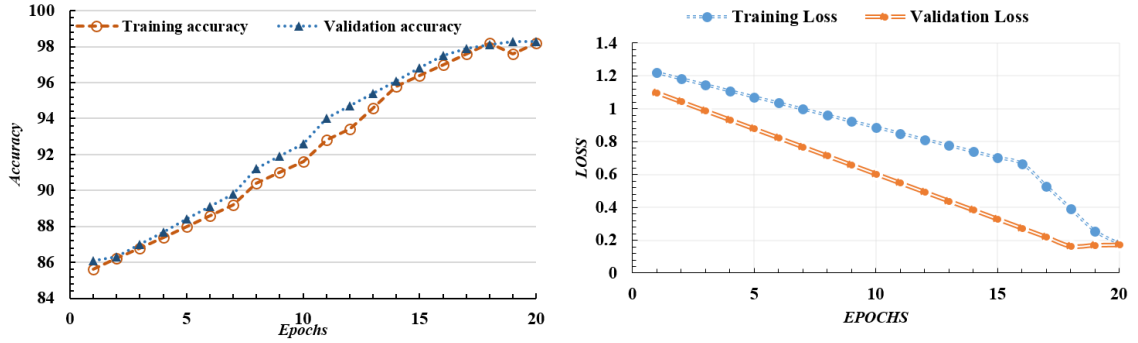 Training accuracy Validation accuracy
100
98
96
94
92
90
88
86
84
0 5 10 15 20
Accuracy
Epochs
Training Loss Validation Loss
1.4
1.2
1
0.8
0.6
0.4
0.2
0
0 5 10 15 20
LOSS
EPOCHS